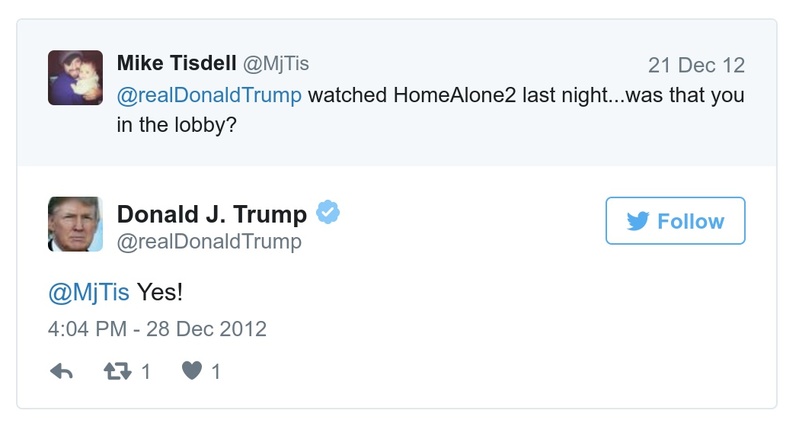 Mike Tisdell @MjTis 21 Dec 12
@realDonaldTrump watched HomeAlone2 last night...was that you
in the lobby?
Donald J. Trump
@realDonaldTrump
Follow
@MjTis Yes!
4:04 PM - 28 Dec 2012
1 1